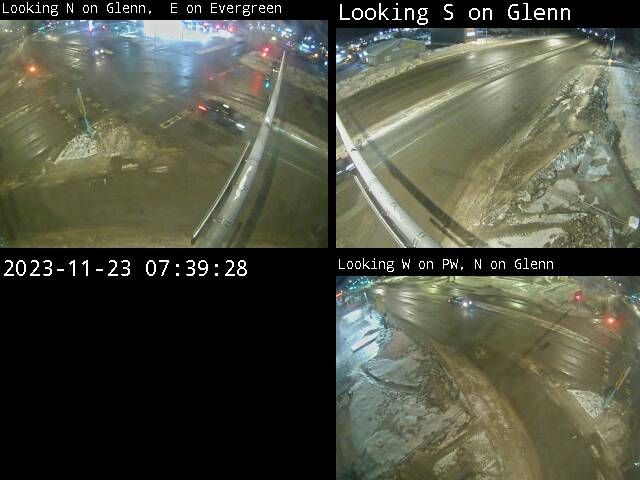 Looking N on Glenn,  E on Evergreen
Looking S on Glenn
2023-11-23 07:39:28
Looking W on PW, N on Glenn